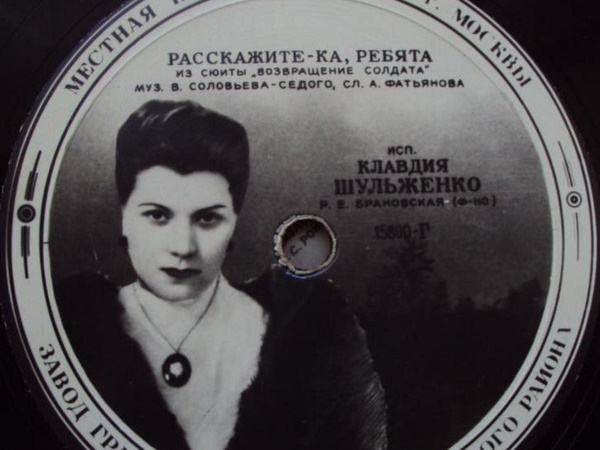 МЕСТНАЯ
Г. МОСКВЫ
РАССКАЖИТЕ-КА, РЕБЯТА
ИЗ СЮИТЫ „ВОЗВРАЩЕНИЕ СОЛДАТА"
МУЗ. В. СОЛОВЬЕВА-СЕДОГО, СЛ. А. ФАТЬЯНОВА
ИСП.
КЛАВДИЯ
ШУЛЬЖЕНКО
Р. Е. БРАНОВСКАЯ (Ф-НО)
15800-Г
ЗАВОД
РАЙОНА